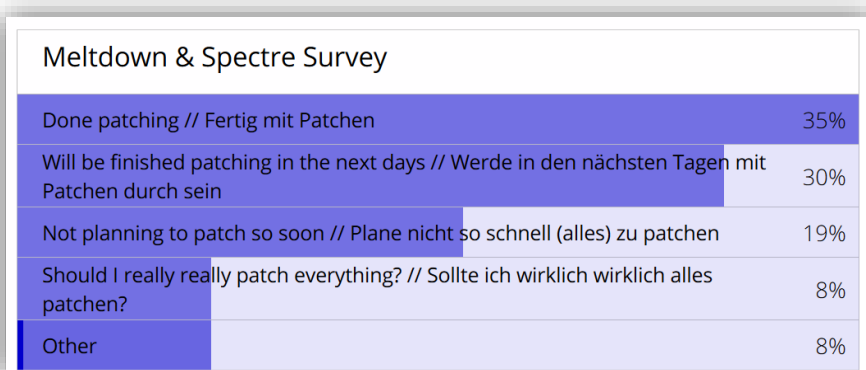 Meltdown & Spectre Survey
Done patching // Fertig mit Patchen
35%
Will be finished patching in the next days // Werde in den nächsten Tagen mit
Patchen durch sein
30%
Not planning to patch so soon // Plane nicht so schnell (alles) zu patchen
19%
Should I really really patch everything? // Sollte ich wirklich wirklich alles
patchen?
8%
Other
8%